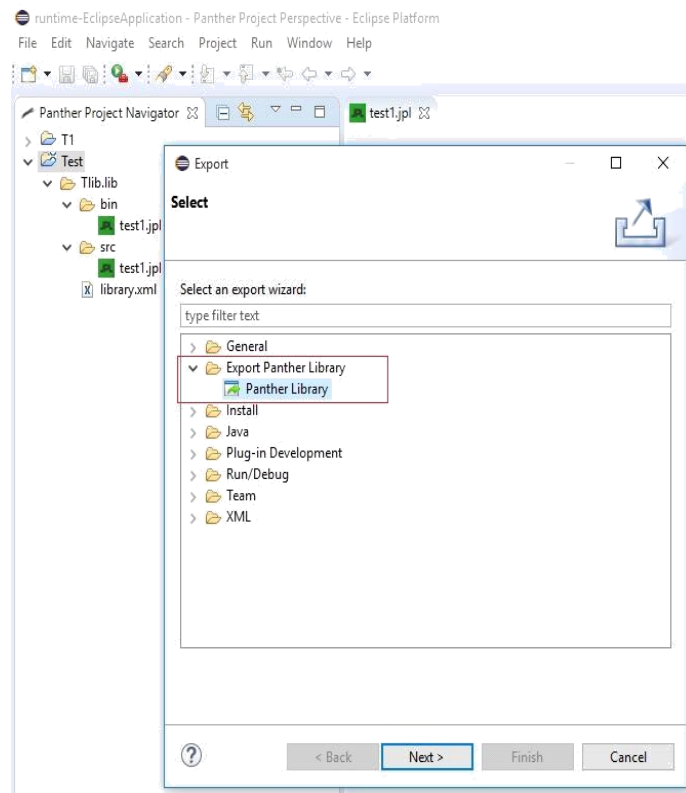 runtime-EclipseApplication - Panther Project Perspective - Eclipse Platform
File Edit Navigate Search Project Run Window Help
Panther Project Navigator
test1.jpl
T1
Test
Tlib.lib
bin
test1.jpl
src
test1.jpl
library.xml
Export
Select
Select an export wizard:
type filter text
General
Export Panther Library
Panther Library
Install
Java
Plug-in Development
Run/Debug
Team
XML
< Back Next > Finish Cancel